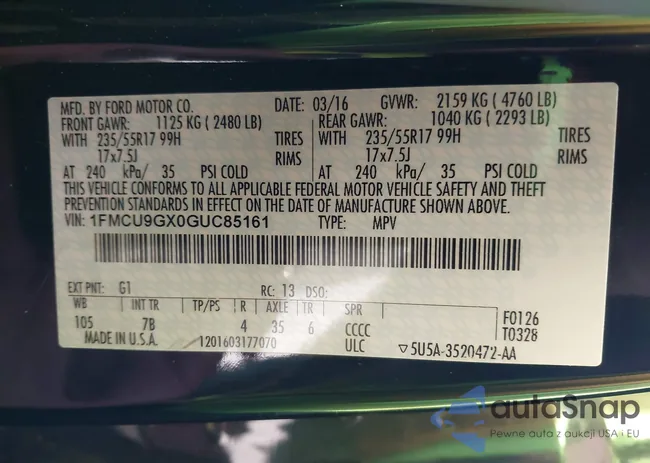 MFD. BY FORD MOTOR CO. DATE: 03/16 GVWR: 2159 KG ( 4760 LB)
FRONT GAWR: 1125 KG ( 2480 LB) REAR GAWR: 1040 KG ( 2293 LB)
WITH 235/55R17 99H TIRES WITH 235/55R17 99H TIRES
17x7.5J RIMS 17x7.5J RIMS
AT 240 kPa/ 35 PSI COLD AT 240 kPa/ 35 PSI COLD
THIS VEHICLE CONFORMS TO ALL APPLICABLE FEDERAL MOTOR VEHICLE SAFETY AND THEFT
PREVENTION STANDARDS IN EFFECT ON THE DATE OF MANUFACTURE SHOWN ABOVE.
VIN: 1FMCU9GX0GUC85161 TYPE: MPV
EXT PNT: G1 RC: 13 DSO:
WB INT TR TP/PS R AXLE TR SPR
105 7B 4 35 6 CCCC
F0126
T0328
MADE IN U.S.A. 1201603177070 ULC ▽5U5A-3520472-AA
autoSnap
Pewne auta z aukcji USA i EU